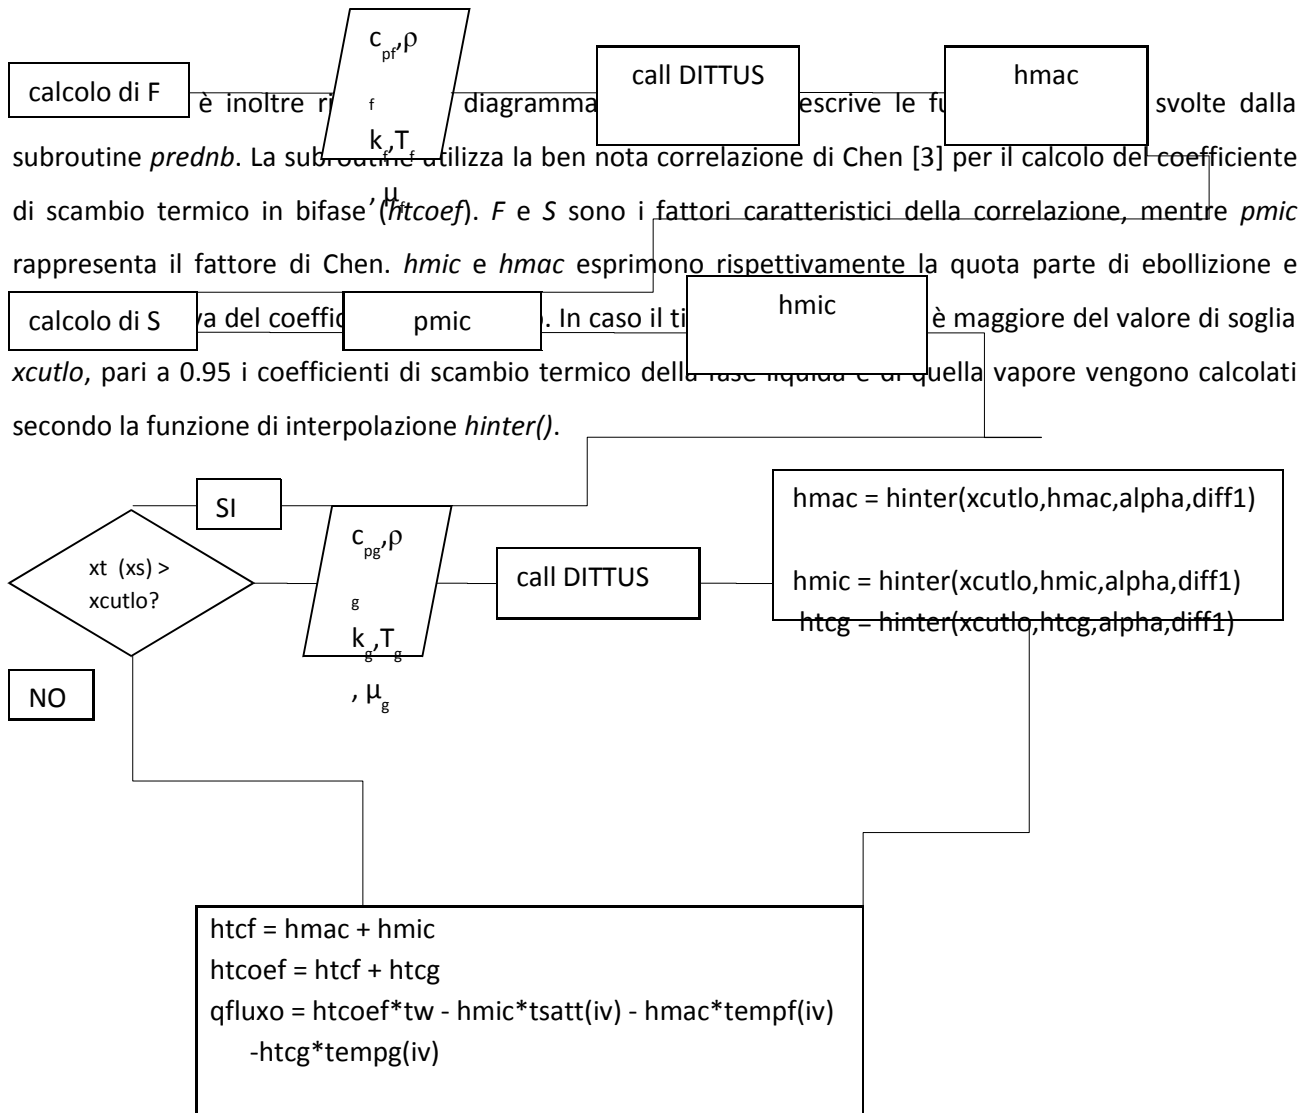 calcolo di F
c_pf,ρ
f
k_f,T_f
, μ_f
call DITTUS
hmac
è inoltre diagramma escrive le svolte dalla
subroutine prednb. La subroutine utilizza la ben nota correlazione di Chen [3] per il calcolo del coefficiente
di scambio termico in bifase (htcoef). F e S sono i fattori caratteristici della correlazione, mentre pmic
rappresenta il fattore di Chen. hmic e hmac esprimono rispettivamente la quota parte di ebollizione e
calcolo di S
va del pmic
. In caso il
hmic
è maggiore del valore di soglia
xcutlo, pari a 0.95 i coefficienti di scambio termico della fase liquida e di quella vapore vengono calcolati
secondo la funzione di interpolazione hinter().
SI
xt (xs) >
xcutlo?
c_pg,ρ
g
k_g,T_g
, μ_g
call DITTUS
hmac = hinter(xcutlo,hmac,alpha,diff1)
hmic = hinter(xcutlo,hmic,alpha,diff1)
htcg = hinter(xcutlo,htcg,alpha,diff1)
NO
htcf = hmac + hmic
htcoef = htcf + htcg
qfluxo = htcoef*tw - hmic*tsatt(iv) - hmac*tempf(iv)
-htcg*tempg(iv)